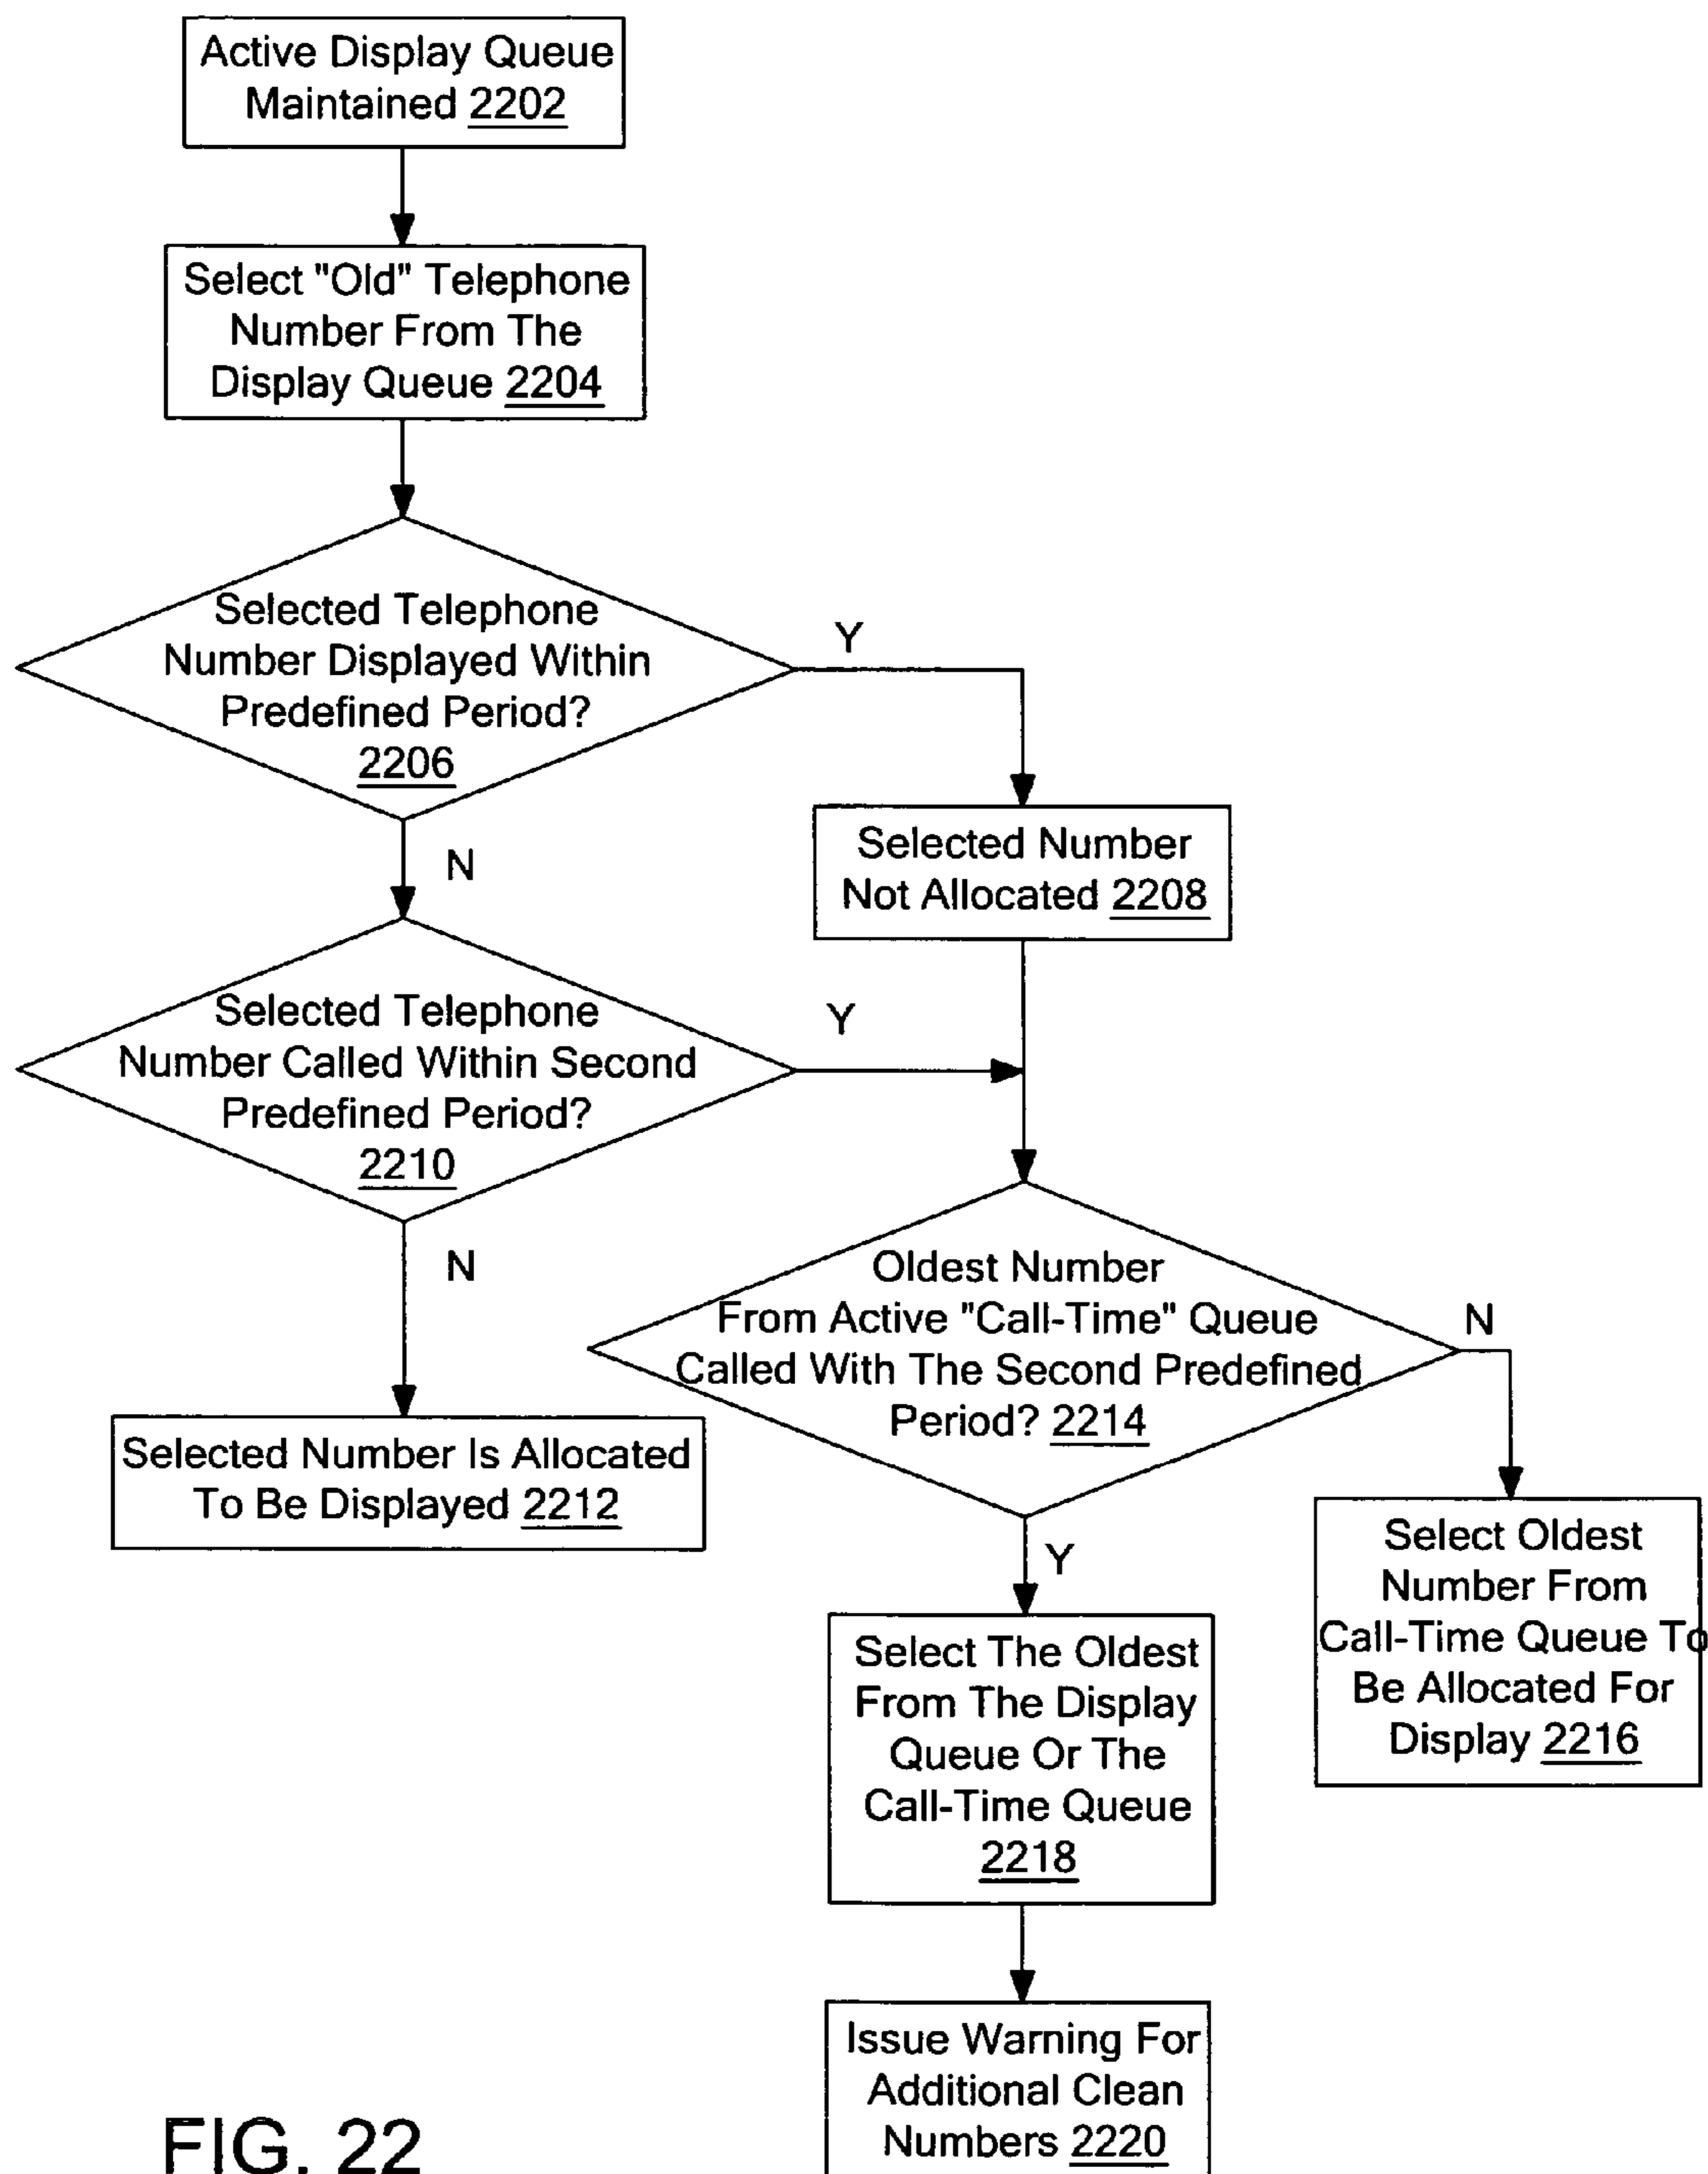 Active Display Queue
Maintained 2202
Select "Old" Telephone
Number From The
Display Queue 2204
Selected Telephone
Number Displayed Within
Predefined Period?
2206
Y
N
Selected Number
Not Allocated 2208
Selected Telephone
Number Called Within Second
Predefined Period?
2210
Y
N
Selected Number Is Allocated
To Be Displayed 2212
Oldest Number
From Active "Call-Time" Queue
Called With The Second Predefined
Period? 2214
N
Y
Select Oldest
Number From
Call-Time Queue To
Be Allocated For
Display 2216
Select The Oldest
From The Display
Queue Or The
Call-Time Queue
2218
Issue Warning For
Additional Clean
Numbers 2220
FIG. 22